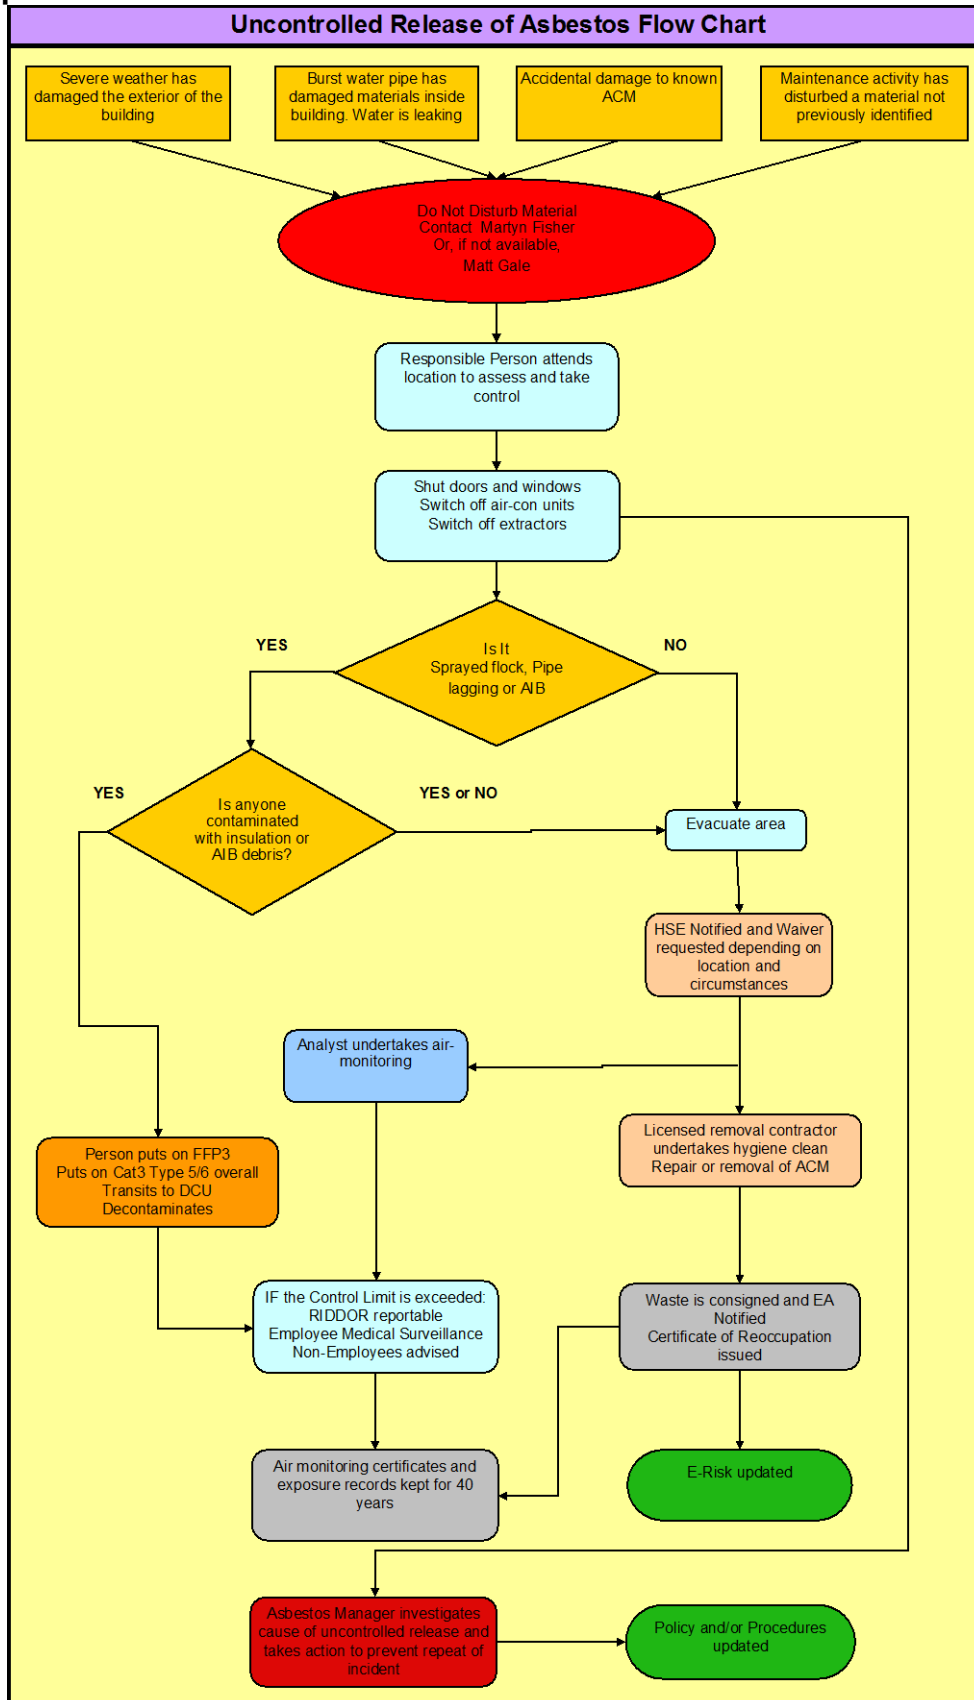 Uncontrolled Release of Asbestos Flow Chart
Severe weather has
damaged the exterior of the
building
Burst water pipe has
damaged materials inside
building. Water is leaking
Accidental damage to known
ACM
Maintenance activity has
disturbed a material not
previously identified
Do Not Disturb Material
Contact Martyn Fisher
Or, if not available,
Matt Gale
Responsible Person attends
location to assess and take
control
Shut doors and windows
Switch off air-con units
Switch off extractors
YES
Is It
Sprayed flock, Pipe
lagging or AIB
NO
YES
Is anyone
contaminated
with insulation or
AIB debris?
YES or NO
Evacuate area
HSE Notified and Waiver
requested depending on
location and
circumstances
Analyst undertakes air-
monitoring
Licensed removal contractor
undertakes hygiene clean
Repair or removal of ACM
Person puts on FFP3
Puts on Cat3 Type 5/6 overall
Transits to DCU
Decontaminates
IF the Control Limit is exceeded:
RIDDOR reportable
Employee Medical Surveillance
Non-Employees advised
Waste is consigned and EA
Notified
Certificate of Reoccupation
issued
Air monitoring certificates and
exposure records kept for 40
years
E-Risk updated
Asbestos Manager investigates
cause of uncontrolled release and
takes action to prevent repeat of
incident
Policy and/or Procedures
updated